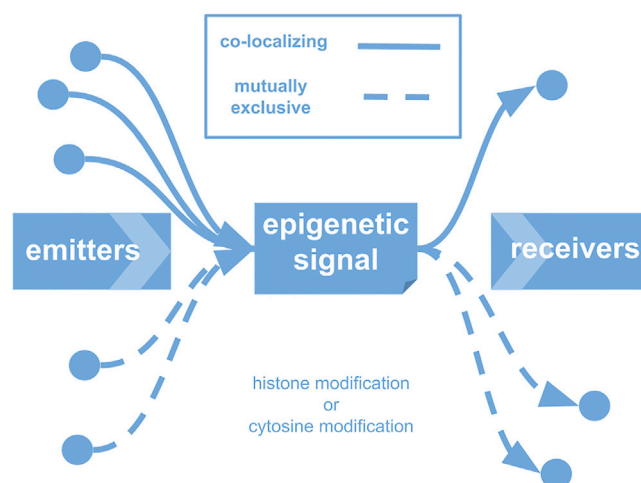 co-localizing
mutually
exclusive
emitters
epigenetic
signal
receivers
histone modification
or
cytosine modification